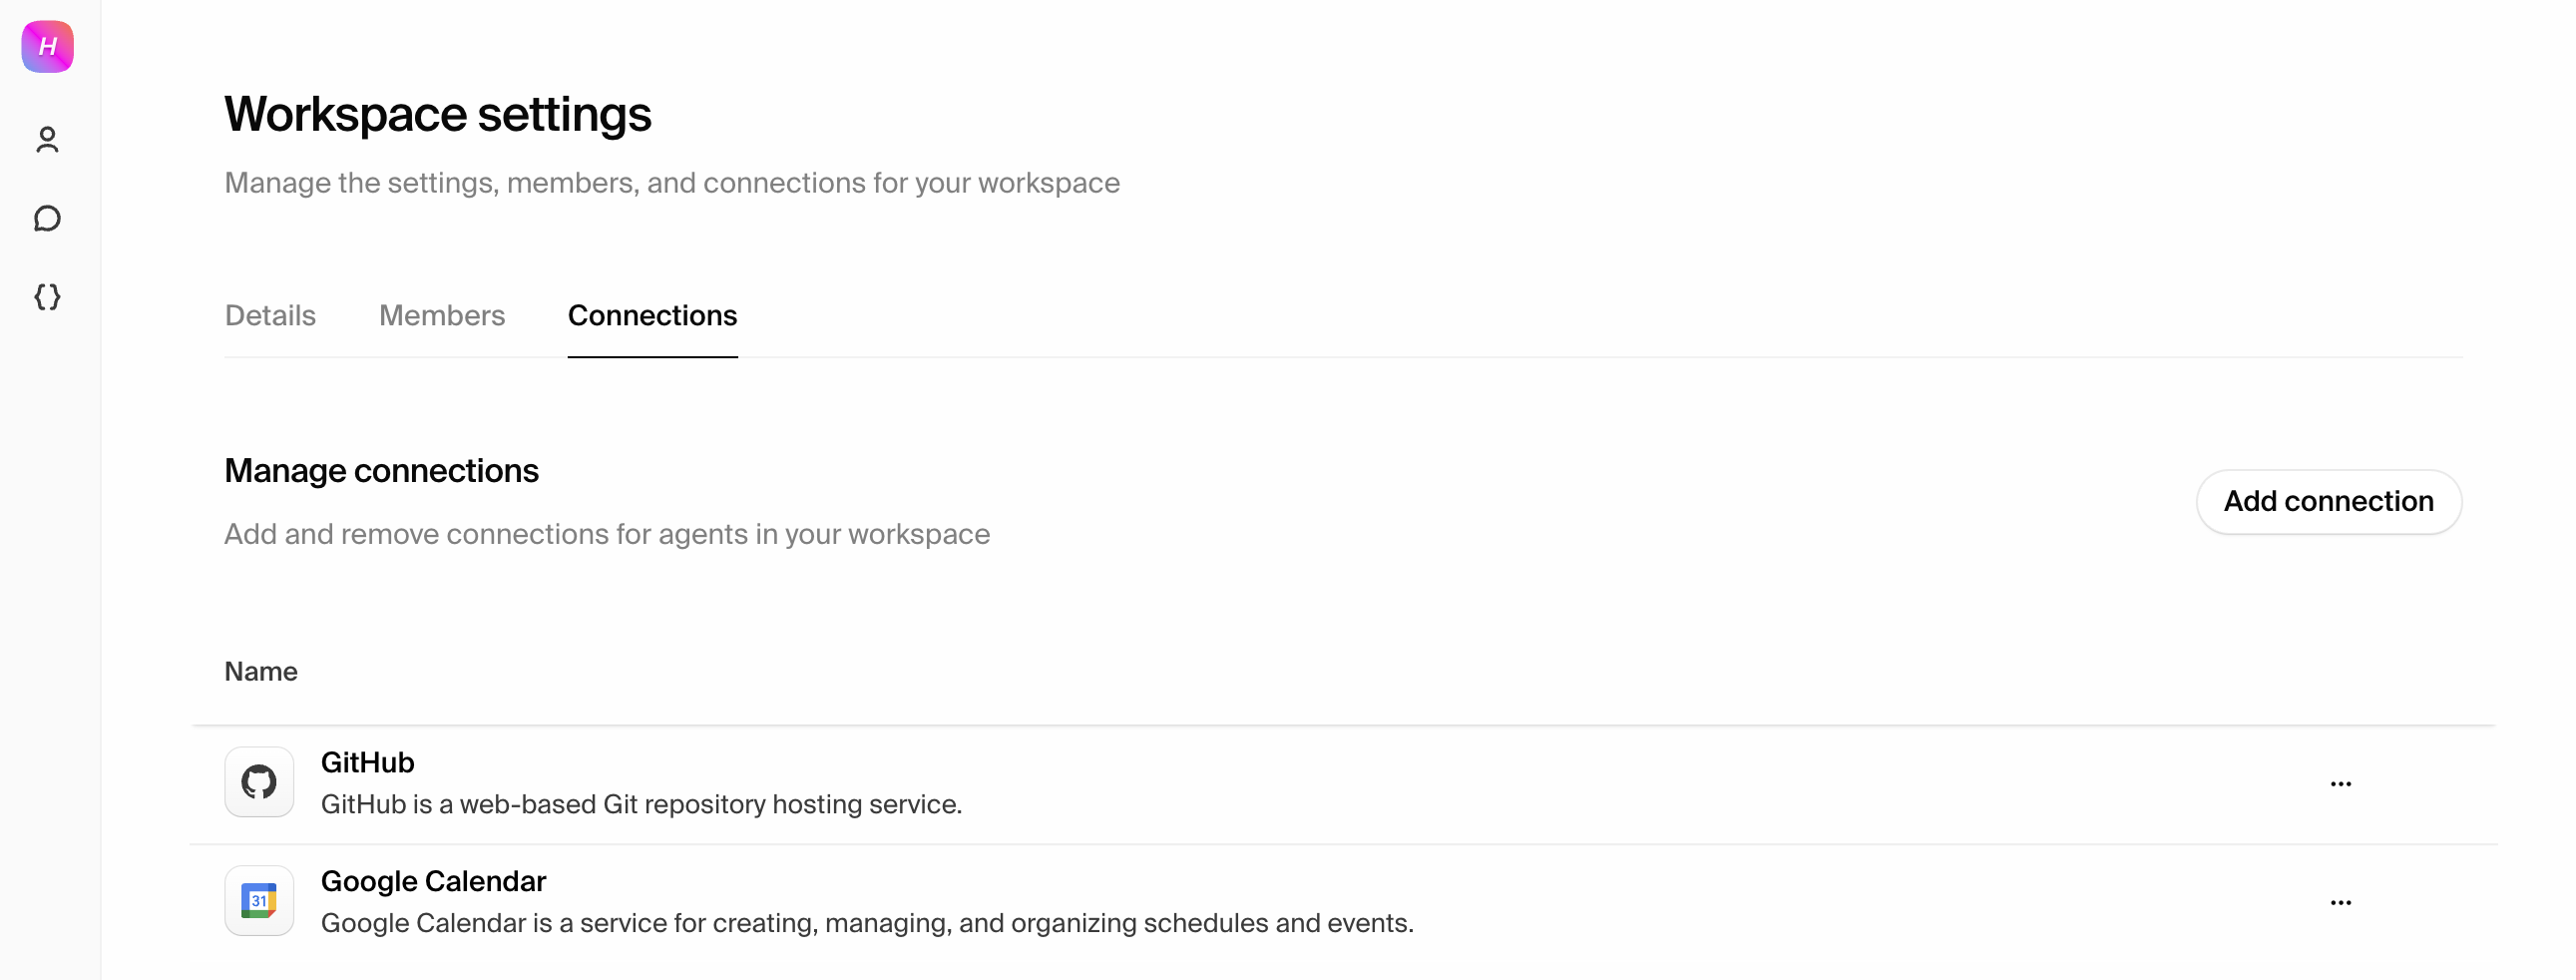 H
Workspace settings
Manage the settings, members, and connections for your workspace
Details Members Connections
Manage connections
Add connection
Add and remove connections for agents in your workspace
Name
GitHub
GitHub is a web-based Git repository hosting service.
31
Google Calendar
Google Calendar is a service for creating, managing, and organizing schedules and events.